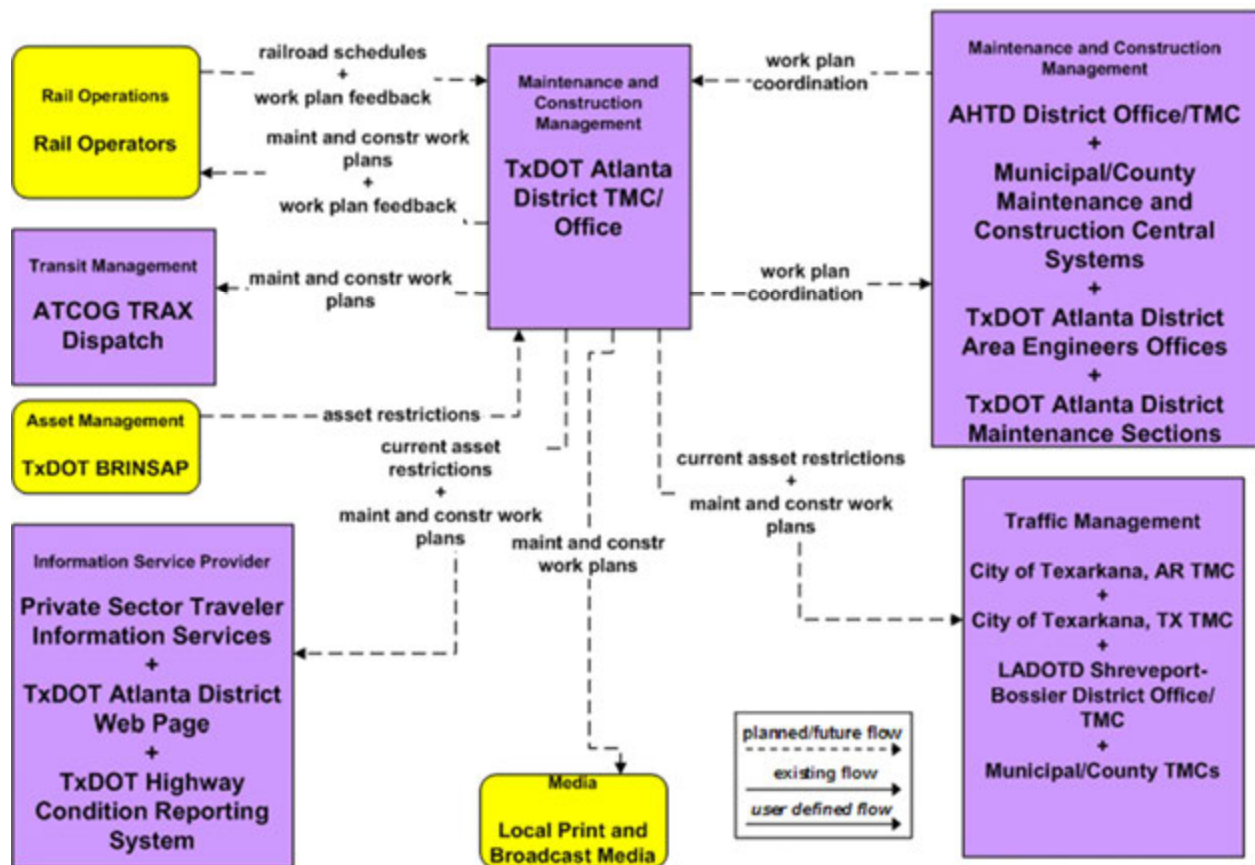 Rail Operations
Rail Operators
railroad schedules
+
work plan feedback
maint and constr work
plans
+
work plan feedback
Maintenance and
Construction
Management
TxDOT Atlanta
District TMC/
Office
work plan
coordination
work plan
coordination
Maintenance and Construction
Management
AHTD District Office/TMC
+
Municipal/County
Maintenance and
Construction Central
Systems
+
TxDOT Atlanta District
Area Engineers Offices
+
TxDOT Atlanta District
Maintenance Sections
Transit Management
ATCOG TRAX
Dispatch
maint and constr work
plans
Asset Management
TxDOT BRINSAP
asset restrictions
current asset
restrictions
+
maint and constr work
plans
maint and constr
work plans
current asset restrictions
+
maint and constr work
plans
Information Service Provider
Private Sector Traveler
Information Services
+
TxDOT Atlanta District
Web Page
+
TxDOT Highway
Condition Reporting
System
Media
Local Print and
Broadcast Media
planned/future flow
existing flow
user defined flow
Traffic Management
City of Texarkana, AR TMC
+
City of Texarkana, TX TMC
+
LADOTD Shreveport-
Bossier District Office/
TMC
+
Municipal/County TMCs